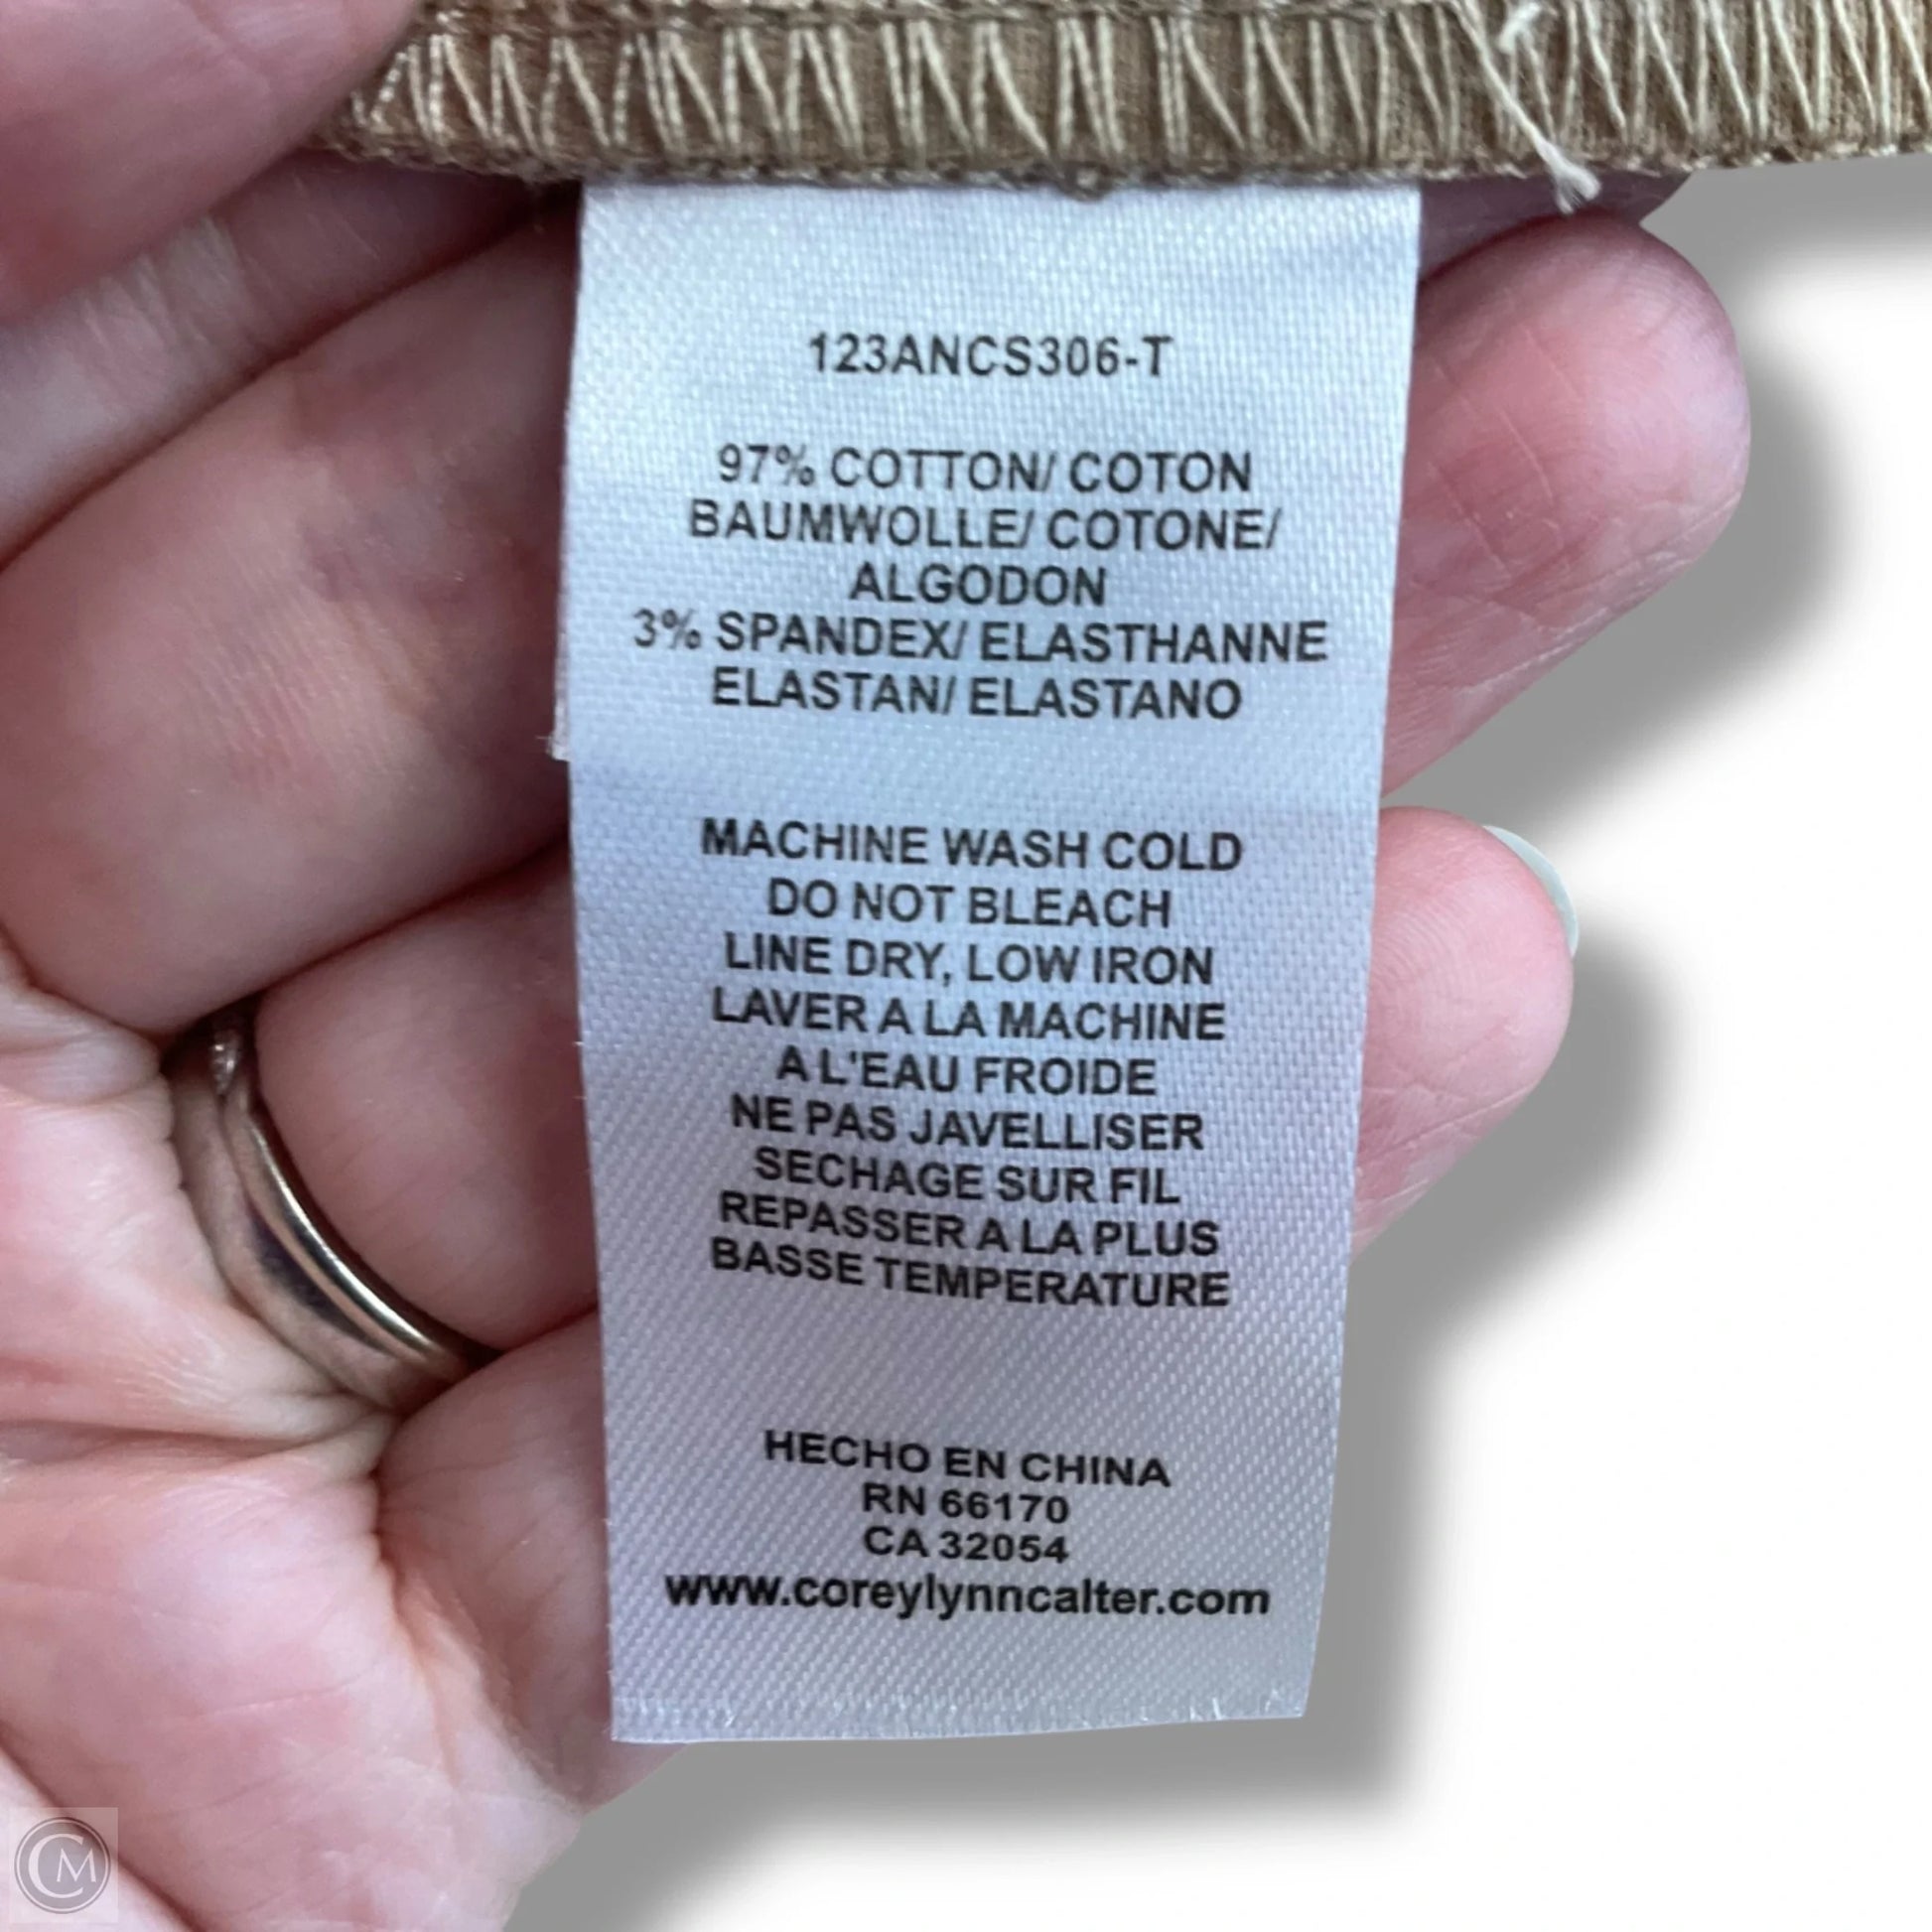 123ANCS306-T
97% COTTON/ COTON
BAUMWOLLE/ COTONE/
ALGODON
3% SPANDEX/ ELASTHANNE
ELASTAN/ ELASTANO
MACHINE WASH COLD
DO NOT BLEACH
LINE DRY, LOW IRON
LAVER A LA MACHINE
A L'EAU FROIDE
NE PAS JAVELLISER
SECHAGE SUR FIL
REPASSER A LA PLUS
BASSE TEMPERATURE
HECHO EN CHINA
RN 66170
CA 32054
www.coreylynncalter.com
CM